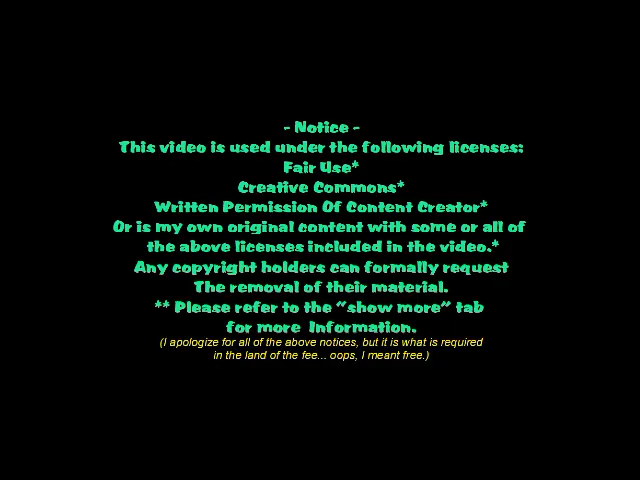 - Notice -
This video is used under the following licenses:
Fair Use*
Creative Commons*
Written Permission Of Content Creator*
Or is my own original content with some or all of
the above licenses included in the video.*
Any copyright holders can formally request
The removal of their material.
** Please refer to the "show more" tab
for more Information.
(I apologize for all of the above notices, but it is what is required
in the land of the fee... oops, I meant free.)